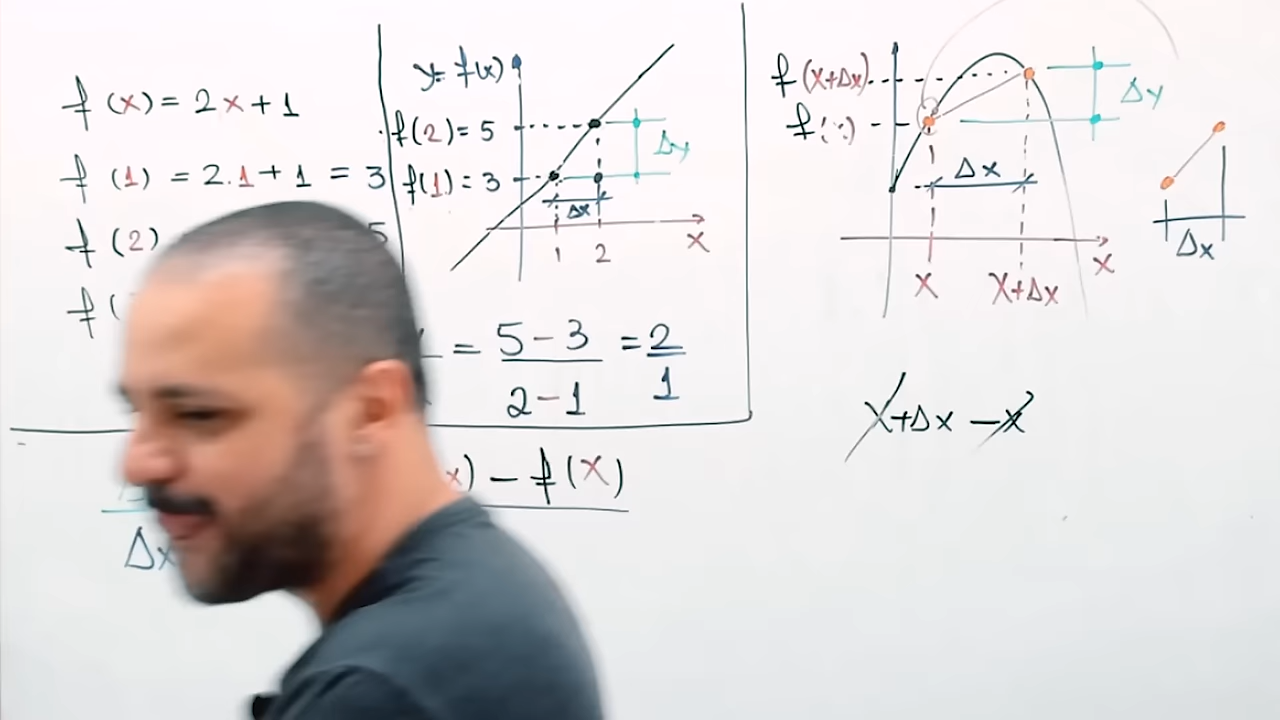 f(x) = 2x+1
f(1) = 2.1+1 = 3
f(2) 5
f(
y=f(x)
f(2)=5
f(1)=3
Δy
Δx
1 2
x
= 5-3 = 2
2-1 1
f(x+Δx)
f(
Δy
Δx
x x+Δx
x
Δx
x+Δx-x
x) - f(x)
Δx